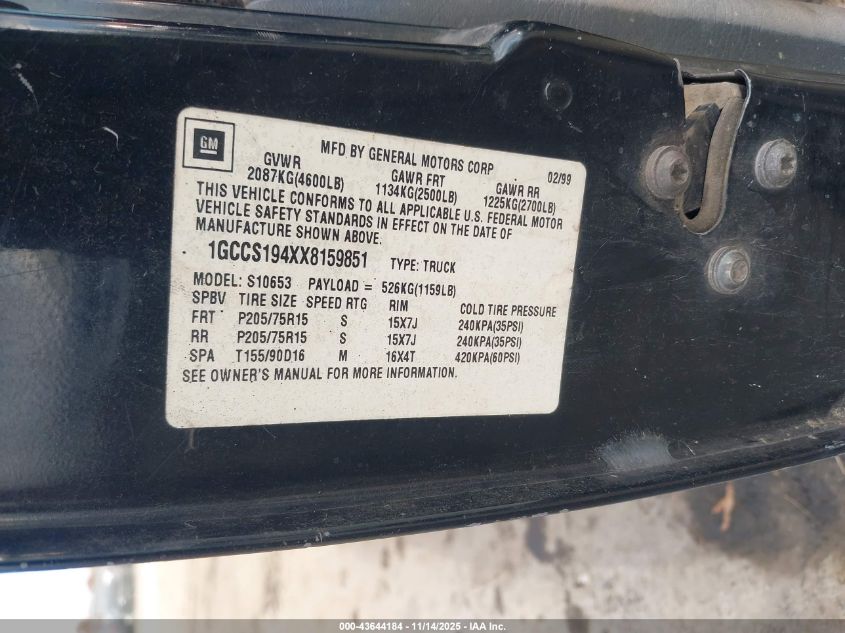 GM
MFD BY GENERAL MOTORS CORP 02/99
GVWR GAWR FRT GAWR RR
2087KG(4600LB) 1134KG(2500LB) 1225KG(2700LB)
THIS VEHICLE CONFORMS TO ALL APPLICABLE U.S. FEDERAL MOTOR
VEHICLE SAFETY STANDARDS IN EFFECT ON THE DATE OF
MANUFACTURE SHOWN ABOVE.
1GCCS194XX8159851 TYPE: TRUCK
MODEL: S10653 PAYLOAD = 526KG(1159LB)
SPBV TIRE SIZE SPEED RTG RIM COLD TIRE PRESSURE
FRT P205/75R15 S 15X7J 240KPA(35PSI)
RR P205/75R15 S 15X7J 240KPA(35PSI)
SPA T155/90D16 M 16X4T 420KPA(60PSI)
SEE OWNER'S MANUAL FOR MORE INFORMATION.
000-43644184 - 11/14/2025 - IAA Inc.